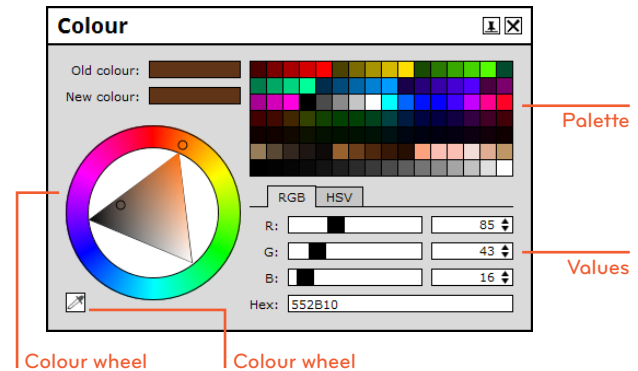 Colour
Old colour:
New colour:
Palette
RGB HSV
R: 85
G: 43
B: 16
Values
Hex: 552B10
Colour wheel
Colour wheel